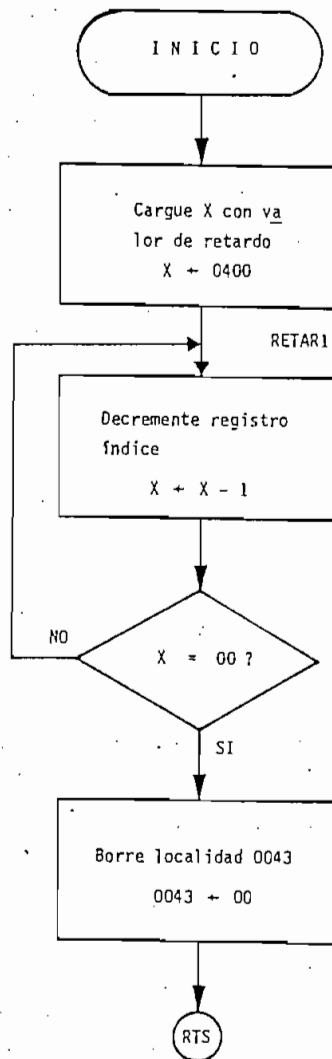 I N I C I O
Cargue X con va
lor de retardo
X ← 0400
RETAR1
Decremente registro
índice
X ← X - 1
NO
X = 00 ?
SI
Borre localidad 0043
0043 ← 00
RTS